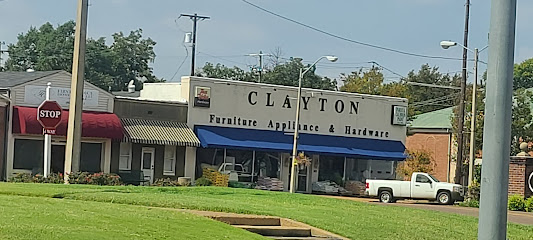 CLAYTON
Furniture Appliance & Hardware
STOP